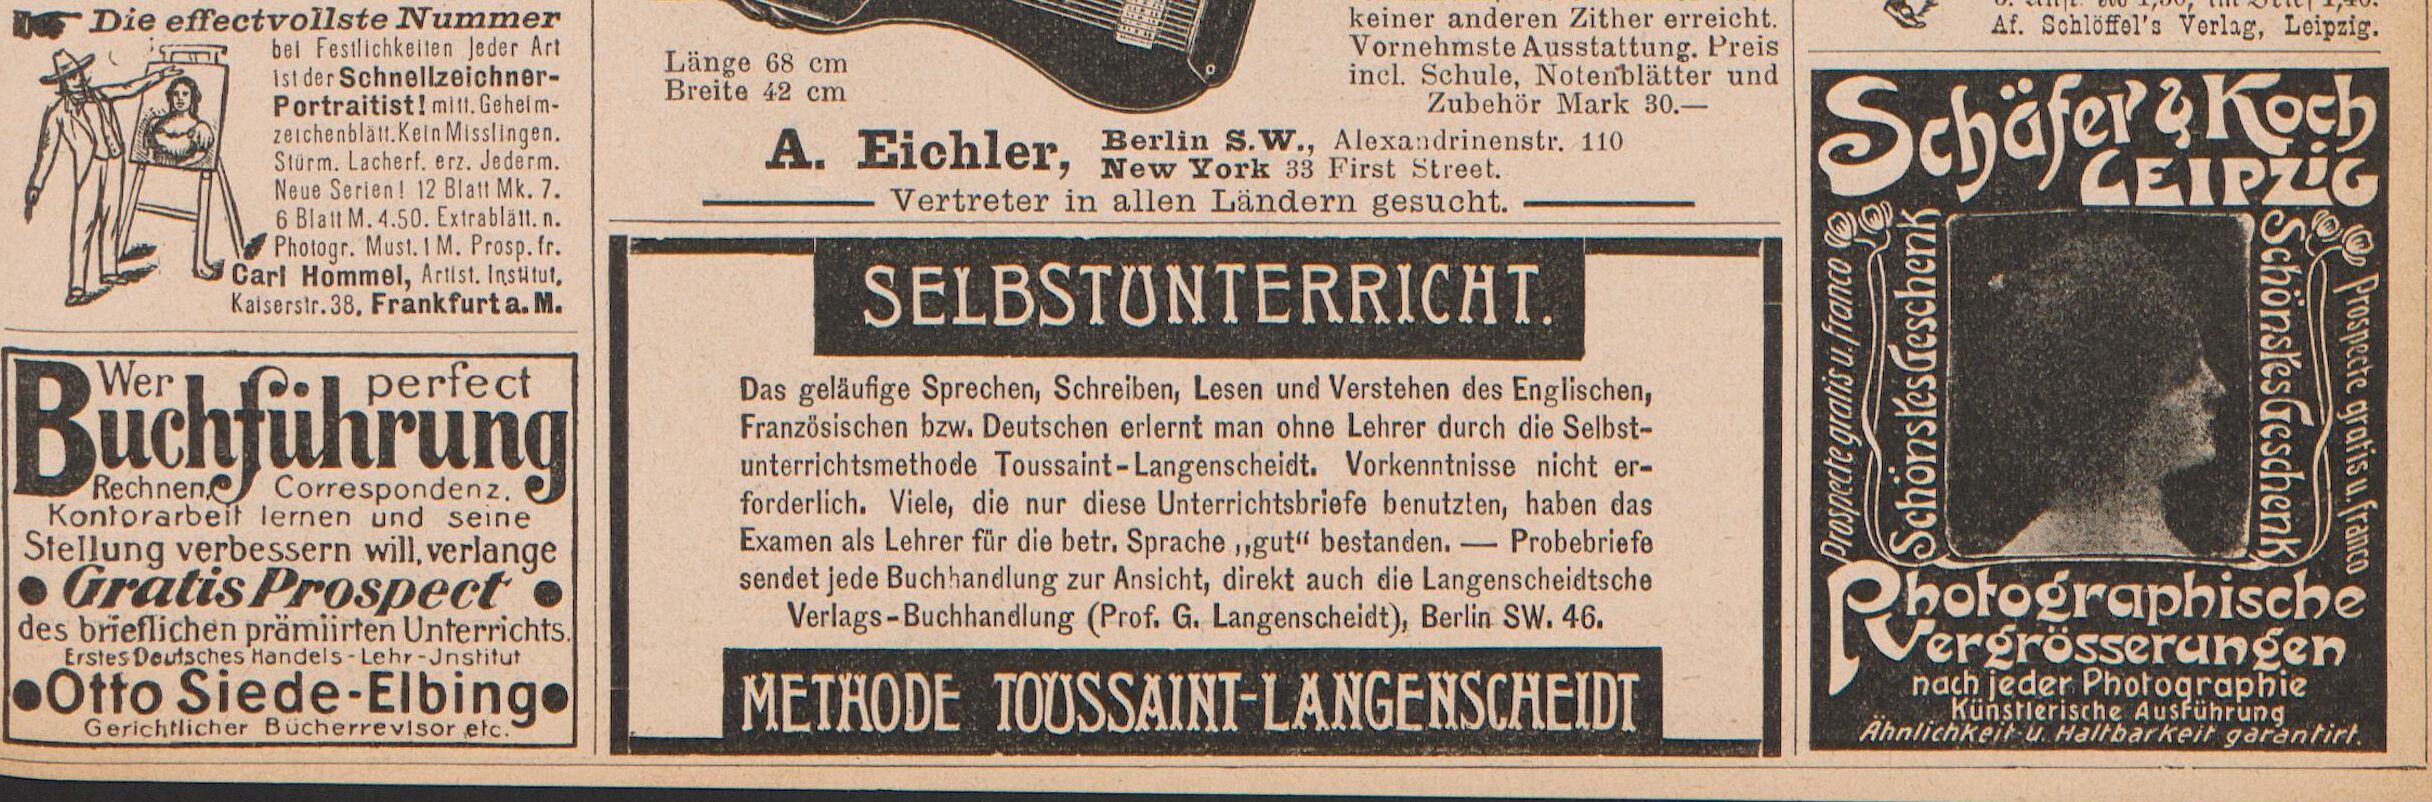 Die effectvollste Nummer
bei Festlichkeiten jeder Art
ist der Schnellzeichner-
Portraitist! mitt. Geheim-
zeichenblätt. Kein Misslingen.
Stürm. Lacherf. erz. Jederm.
Neue Serien! 12 Blatt Mk. 7.
6 Blatt M. 4.50. Extrablätt. n.
Photogr. Must. 1 M. Prosp. fr.
Carl Hommel, Artist. Institut,
Kaiserstr. 38, Frankfurt a. M.
Wer perfect
Buchführung
Rechnen, Correspondenz.
Kontorarbeit lernen und seine
Stellung verbessern will, verlange
• Gratis Prospect •
des brieflichen prämiirten Unterrichts.
Erstes Deutsches Handels-Lehr-Jnstitut
•Otto Siede-Elbing•
Gerichtlicher Bücherrevisor etc.
Länge 68 cm
Breite 42 cm
keiner anderen Zither erreicht.
Vornehmste Ausstattung. Preis
incl. Schule, Notenblätter und
Zubehör Mark 30.—
A. Eichler, Berlin S.W., Alexandrinenstr. 110
New York 33 First Street.
Vertreter in allen Ländern gesucht.
SELBSTUNTERRICHT.
Das geläufige Sprechen, Schreiben, Lesen und Verstehen des Englischen,
Französischen bzw. Deutschen erlernt man ohne Lehrer durch die Selbst-
unterrichtsmethode Toussaint-Langenscheidt. Vorkenntnisse nicht er-
forderlich. Viele, die nur diese Unterrichtsbriefe benutzten, haben das
Examen als Lehrer für die betr. Sprache „gut“ bestanden. — Probebriefe
sendet jede Buchhandlung zur Ansicht, direkt auch die Langenscheidtsche
Verlags-Buchhandlung (Prof. G. Langenscheidt), Berlin SW. 46.
METHODE TOUSSAINT-LANGENSCHEIDT
Af. Schlöffel's Verlag, Leipzig.
Schäfer & Koch
LEIPZIG
Prospecte gratis u. franco
Schönstes Geschenk
Schönstes Geschenk
Prospecte gratis u. franco
Photographische
Vergrösserungen
nach jeder Photographie
Künstlerische Ausführung
Ähnlichkeit u. Haltbarkeit garantirt.